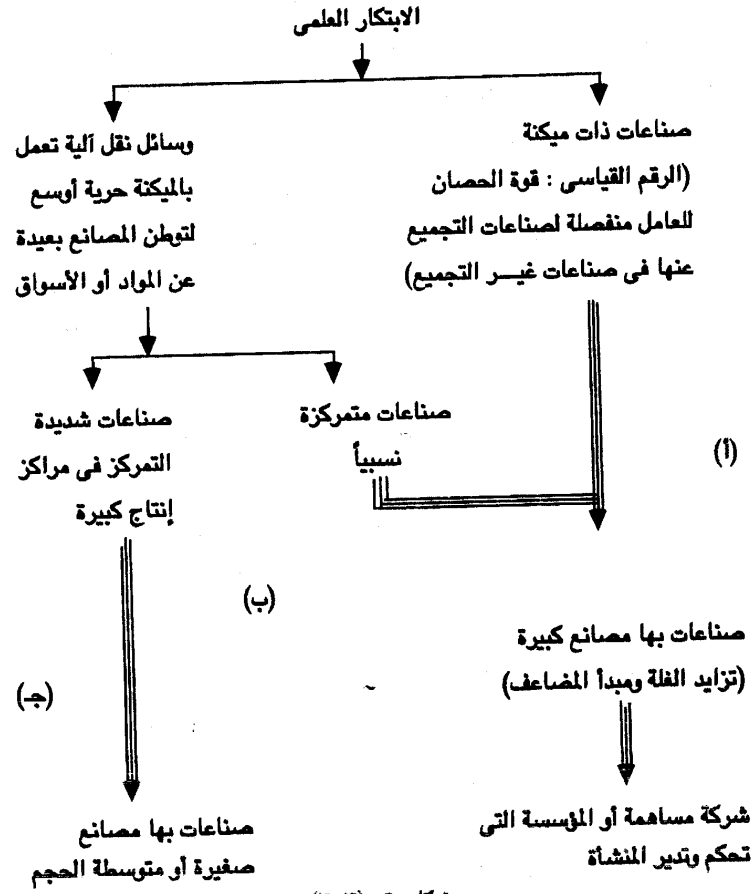 الابتكار العلمى
صناعات ذات ميكنة
(الرقم القياسى : قوة الحصان
للعامل منفصلة لصناعات التجميع
عنها فى صناعات غيـــر التجميع)
وسائل نقل آلية تعمل
بالميكنة حرية أوسع
لتوطن المصانع بعيدة
عن المواد أو الأسواق
صناعات متمركزة
نسبياً
صناعات شديدة
التمركز فى مراكز
إنتاج كبيرة
(أ)
(ب)
(جـ)
صناعات بها مصانع كبيرة
(تزايد الغلة ومبدأ المضاعف)
شركة مساهمة أو المؤسسة التى
تحكم وتدير المنشأة
صناعات بها مصانع
صغيرة أو متوسطة الحجم